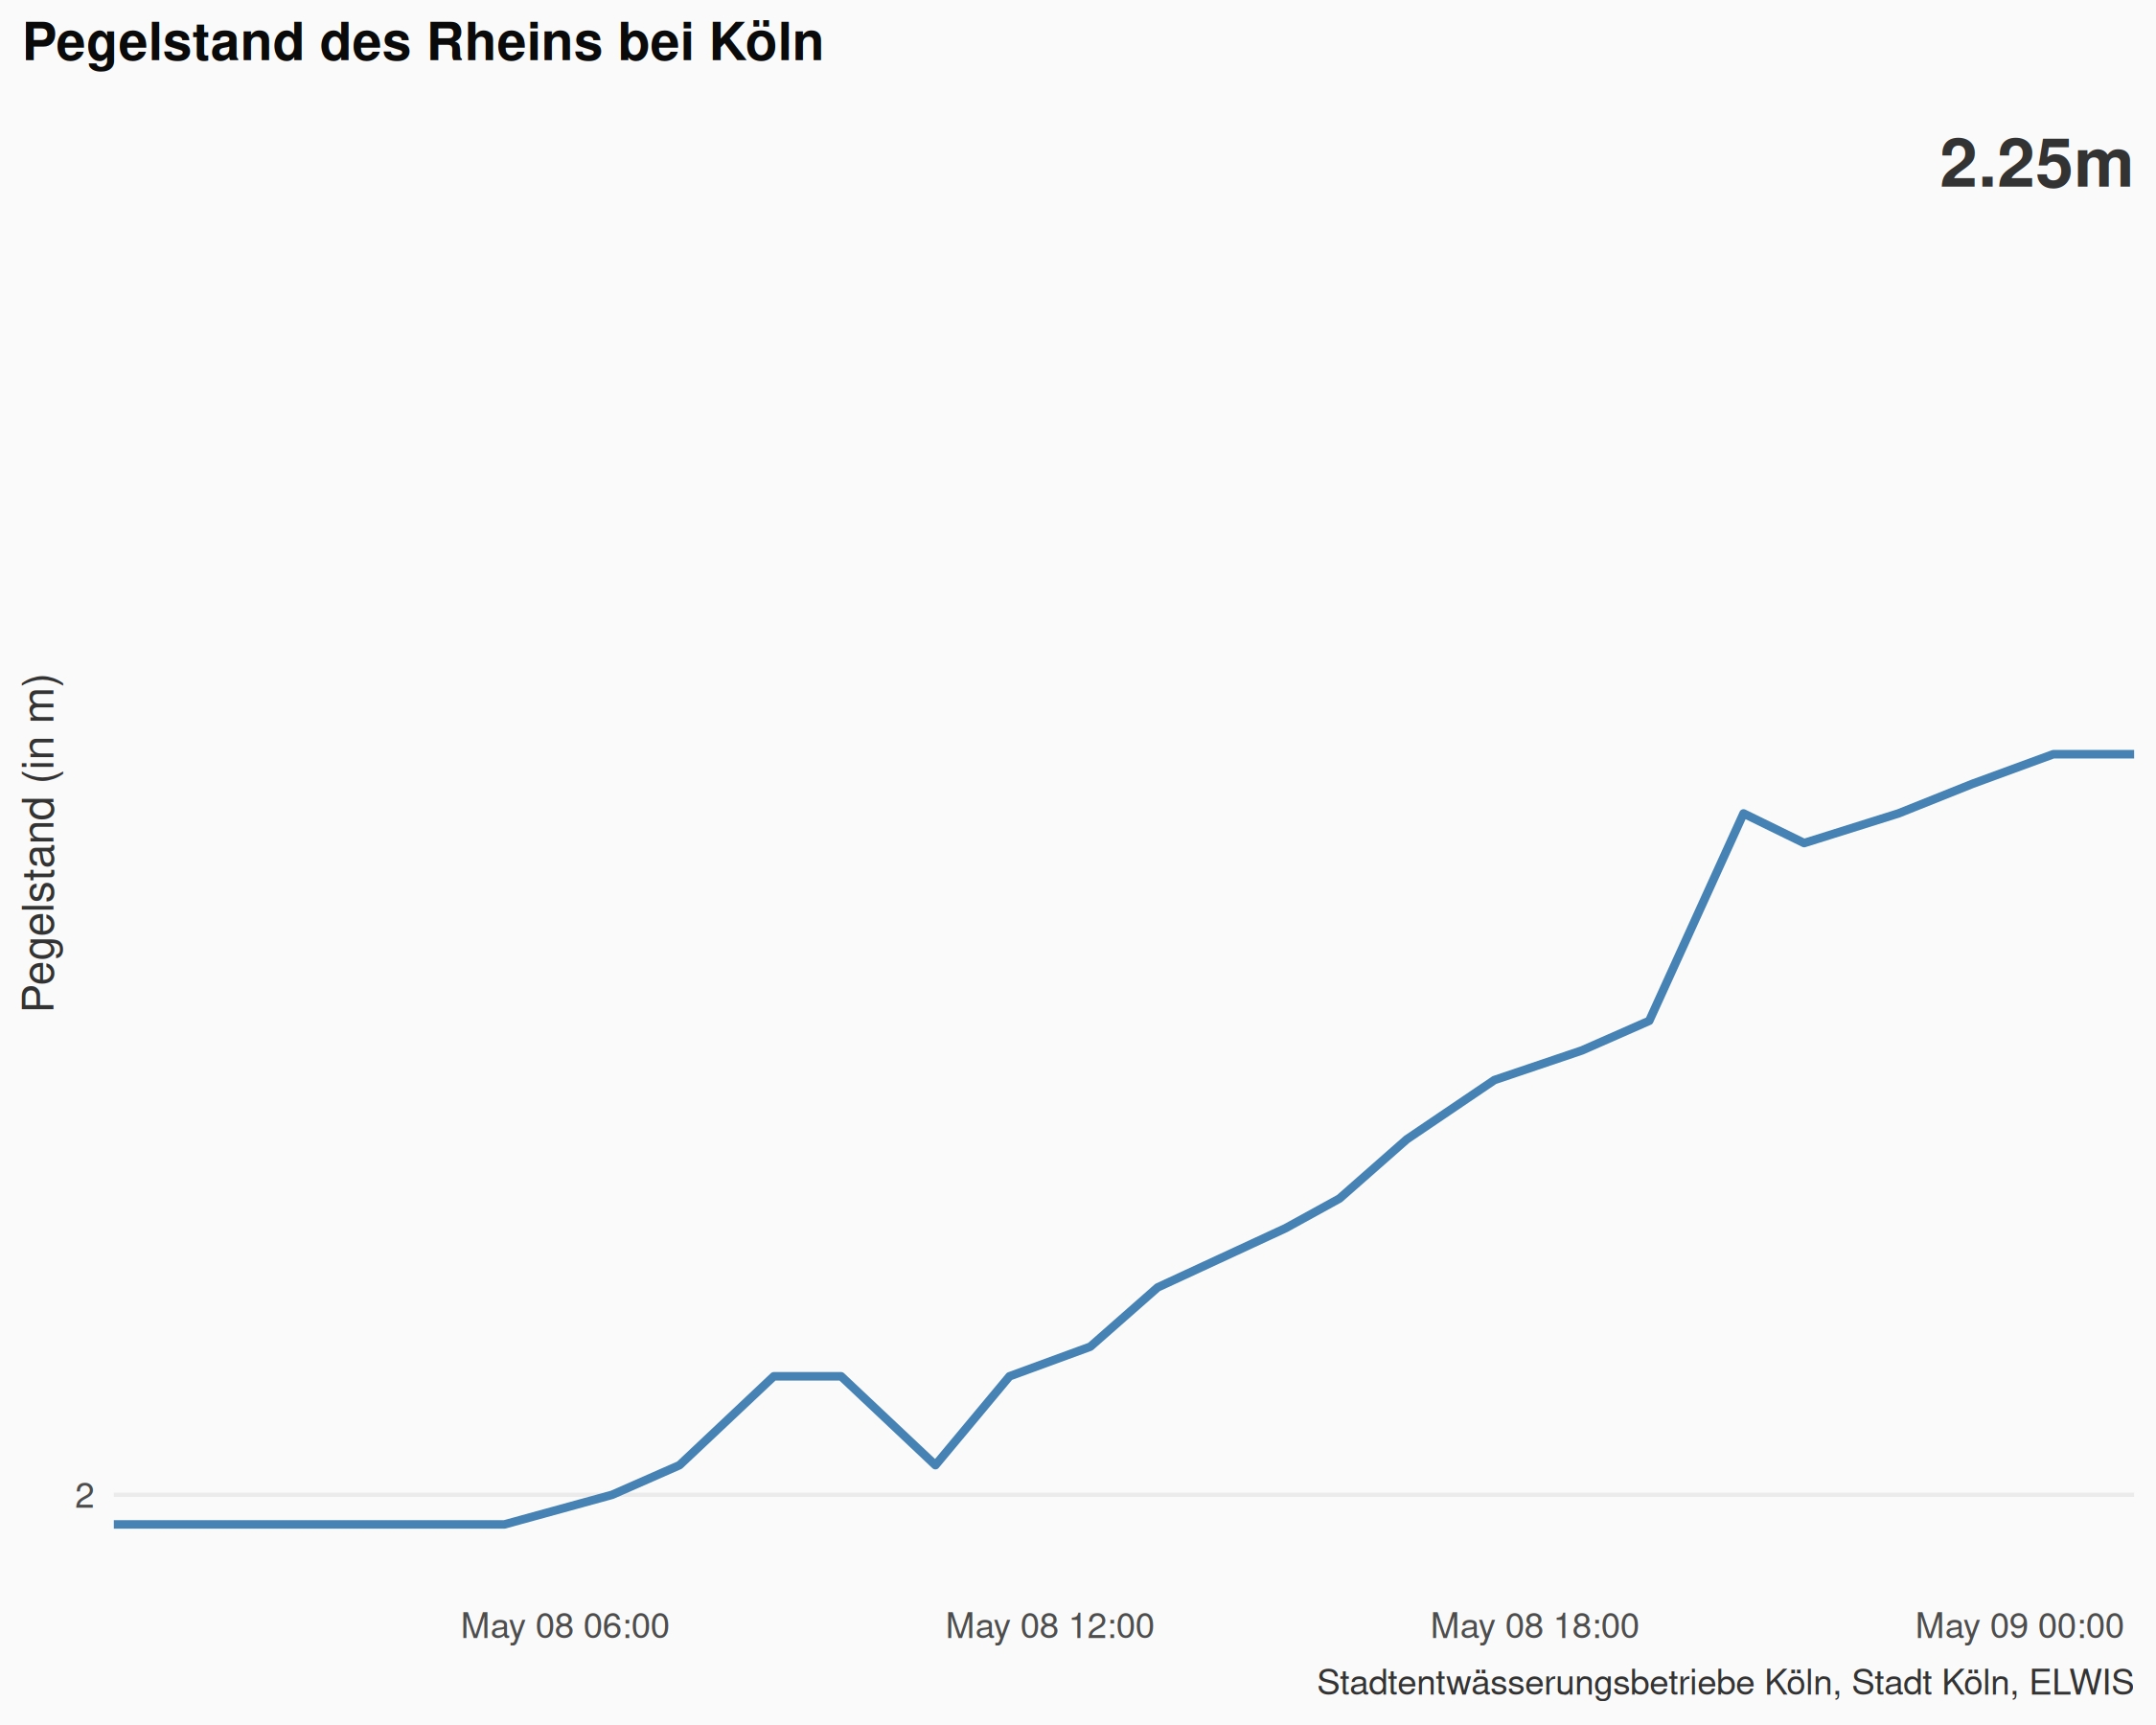 Pegelstand des Rheins bei Köln
2.25m
Pegelstand (in m)
2
May 08 06:00
May 08 12:00
May 08 18:00
May 09 00:00
Stadtentwässerungsbetriebe Köln, Stadt Köln, ELWIS